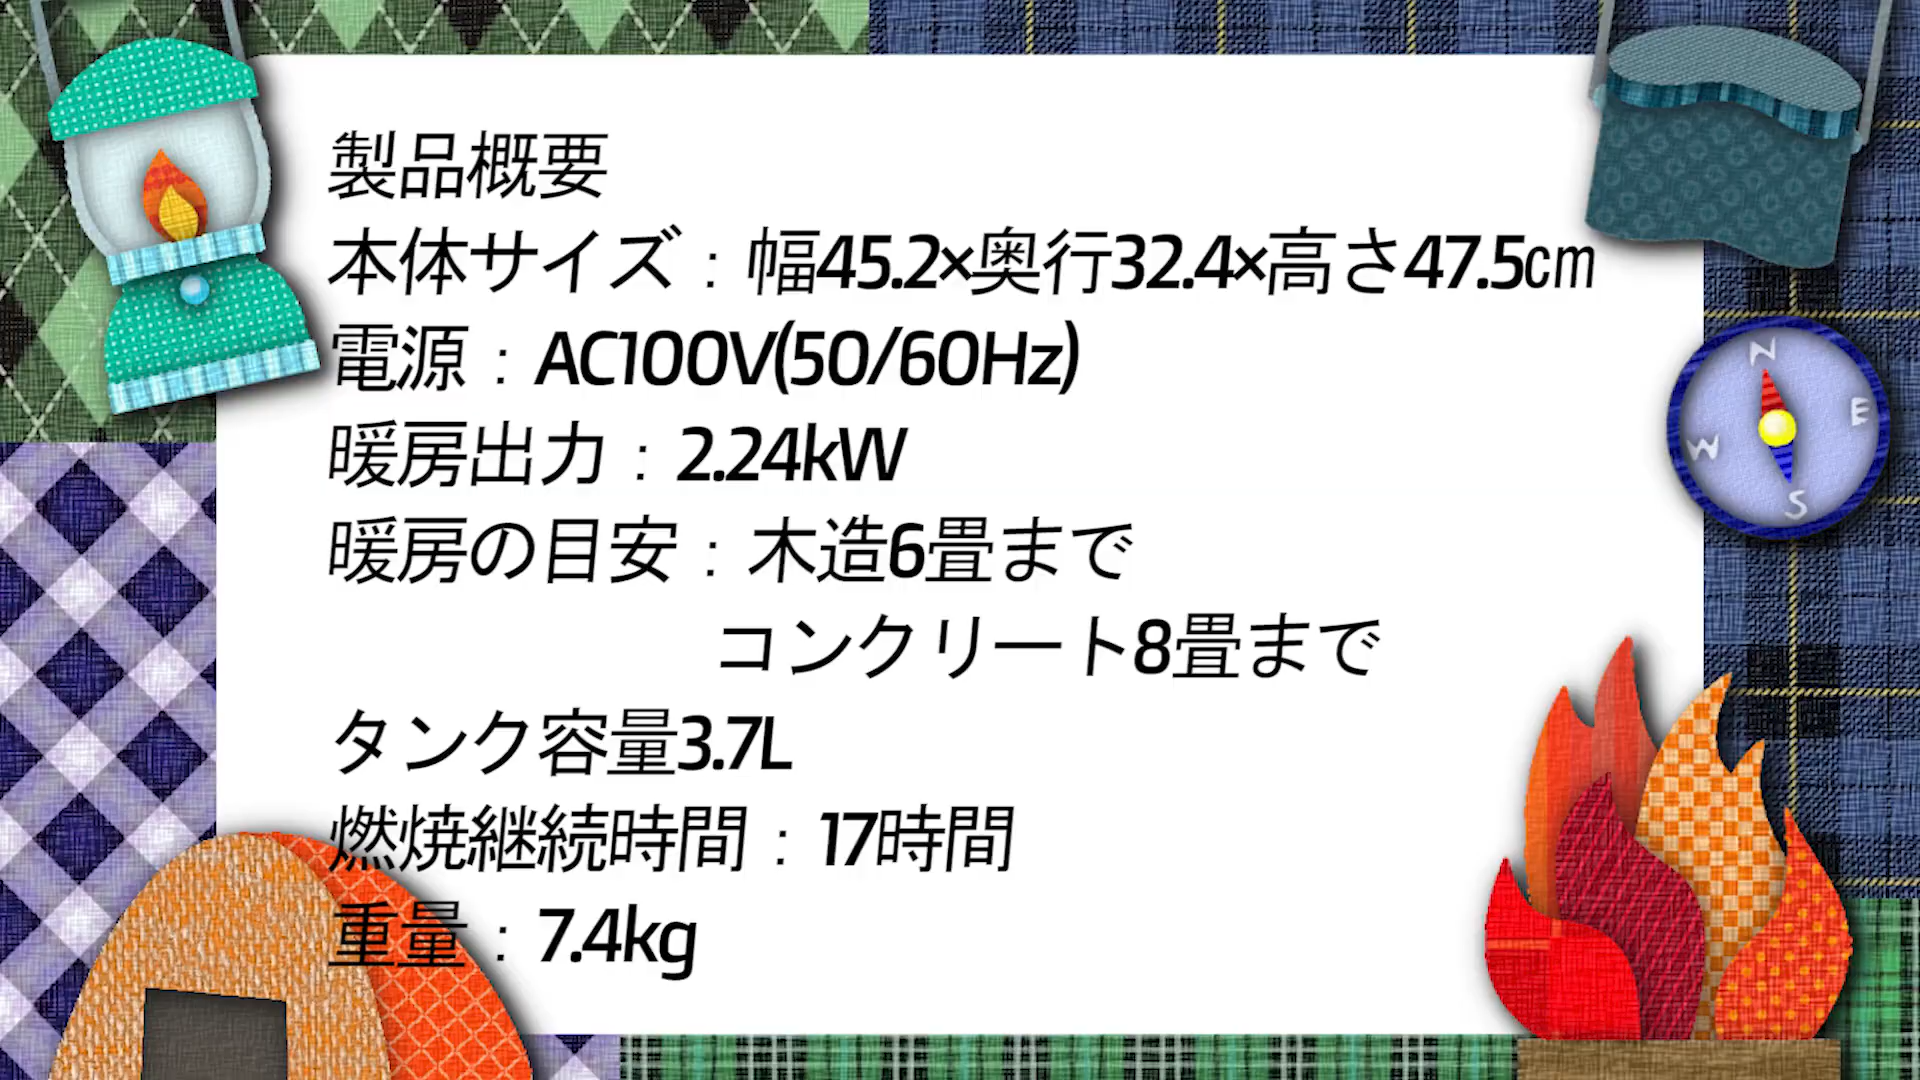 製品概要
本体サイズ：幅45.2×奥行32.4×高さ47.5㎝
電源：AC100V(50/60Hz)
暖房出力：2.24kW
暖房の目安：木造6畳まで
コンクリート8畳まで
タンク容量3.7L
燃焼継続時間：17時間
重量：7.4kg
N
E
W
S